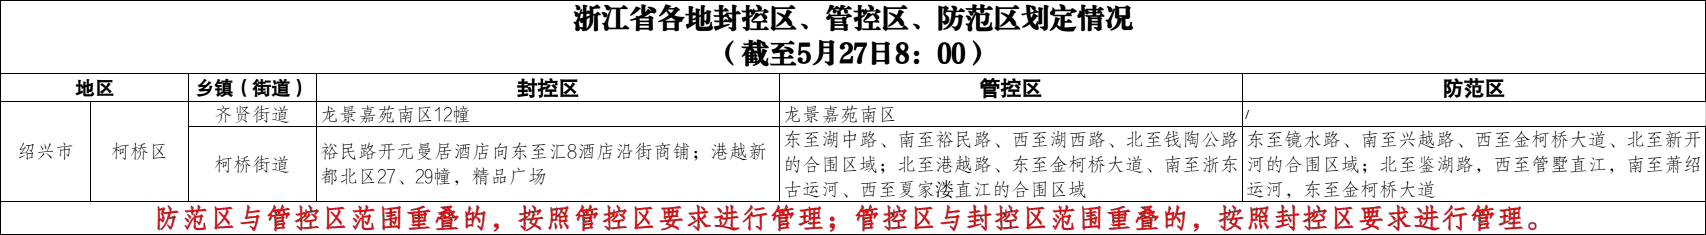 浙江省各地封控区、管控区、防范区划定情况
（截至5月27日8：00）
地区 乡镇（街道） 封控区 管控区 防范区
绍兴市 柯桥区
齐贤街道 龙景嘉苑南区12幢 龙景嘉苑南区 /
柯桥街道
裕民路开元曼居酒店向东至汇8酒店沿街商铺；港越新
都北区27、29幢，精品广场
东至湖中路、南至裕民路、西至湖西路、北至钱陶公路
的合围区域；北至港越路、东至金柯桥大道、南至浙东
古运河、西至夏家溇直江的合围区域
东至镜水路、南至兴越路、西至金柯桥大道、北至新开
河的合围区域；北至鉴湖路，西至管墅直江，南至萧绍
运河，东至金柯桥大道
防范区与管控区范围重叠的，按照管控区要求进行管理；管控区与封控区范围重叠的，按照封控区要求进行管理。